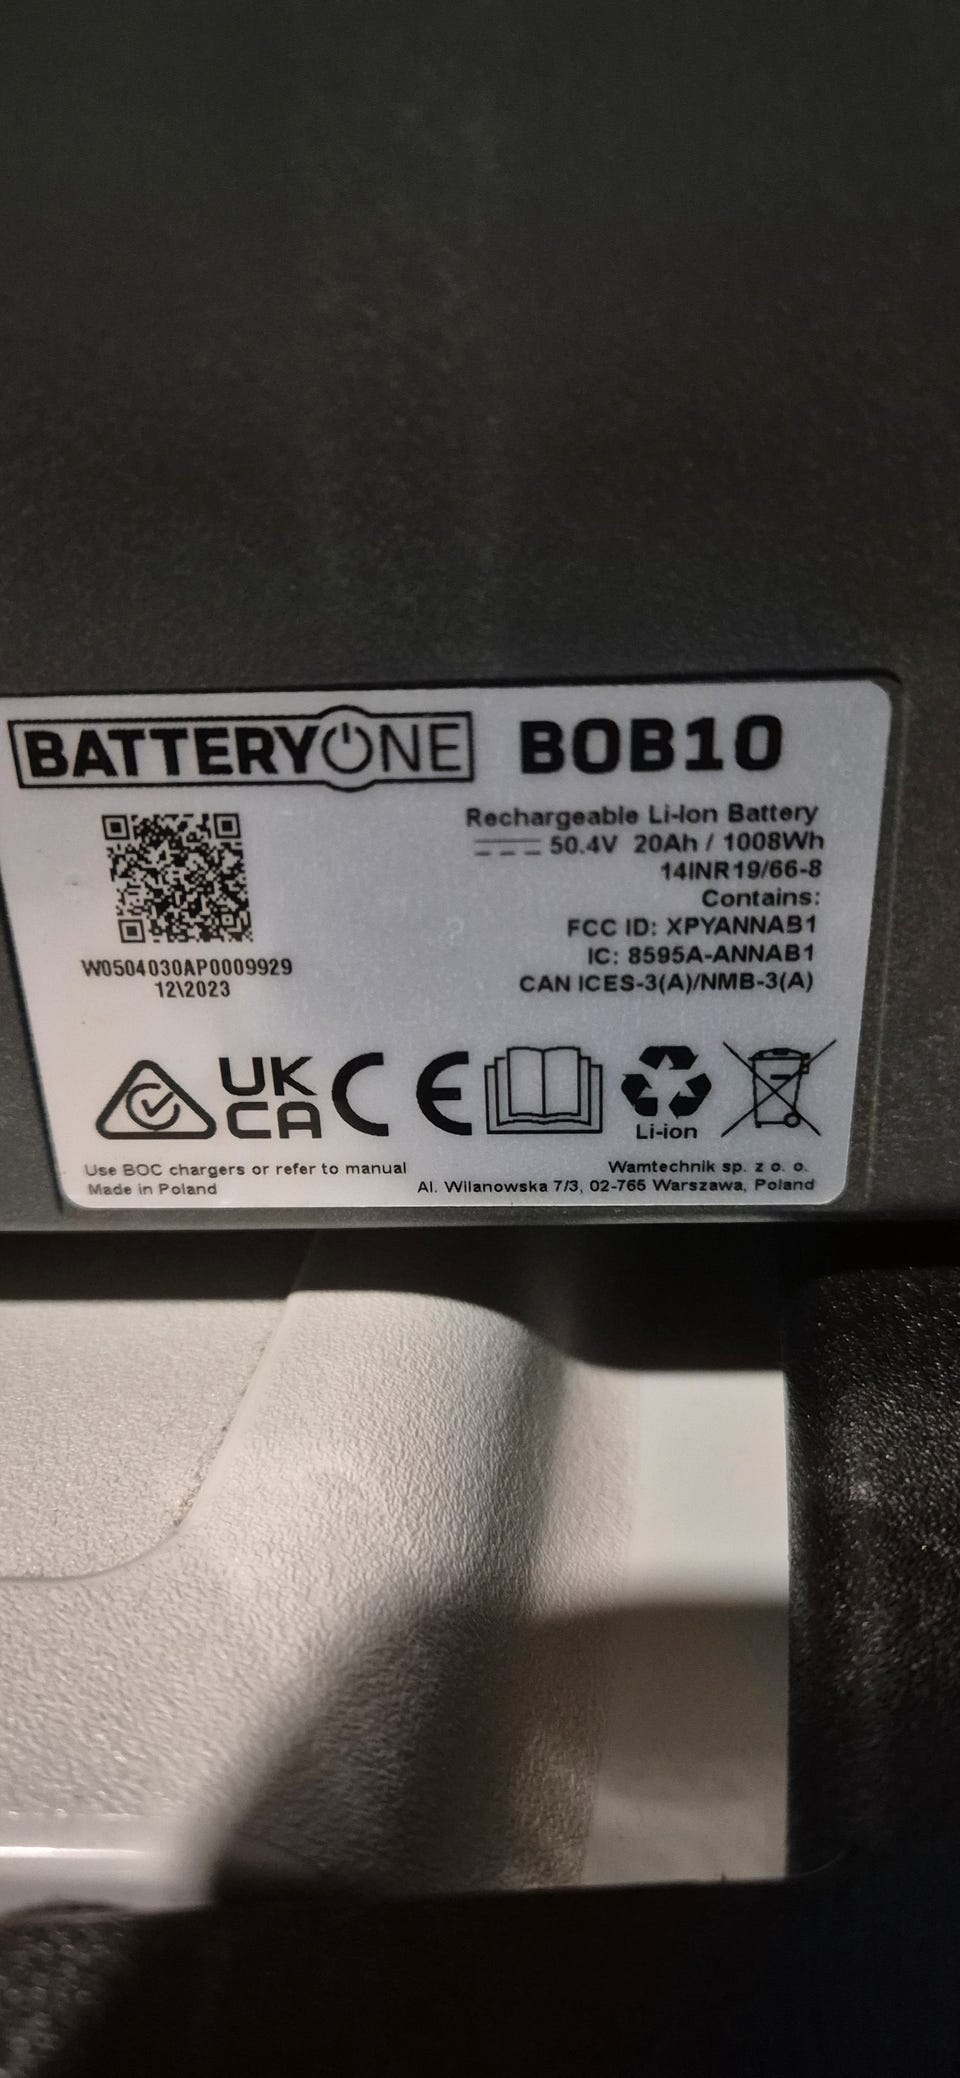 BATTERYONE BOB10
Rechargeable Li-Ion Battery
50.4V 20Ah / 1008Wh
14INR19/66-8
Contains:
FCC ID: XPYANNAB1
IC: 8595A-ANNAB1
CAN ICES-3(A)/NMB-3(A)
W0504030AP0009929
12\2023
UK
CA
CE
Li-ion
Use BOC chargers or refer to manual
Made in Poland
Wamtechnik sp. z o. o.
Al. Wilanowska 7/3, 02-765 Warszawa, Poland